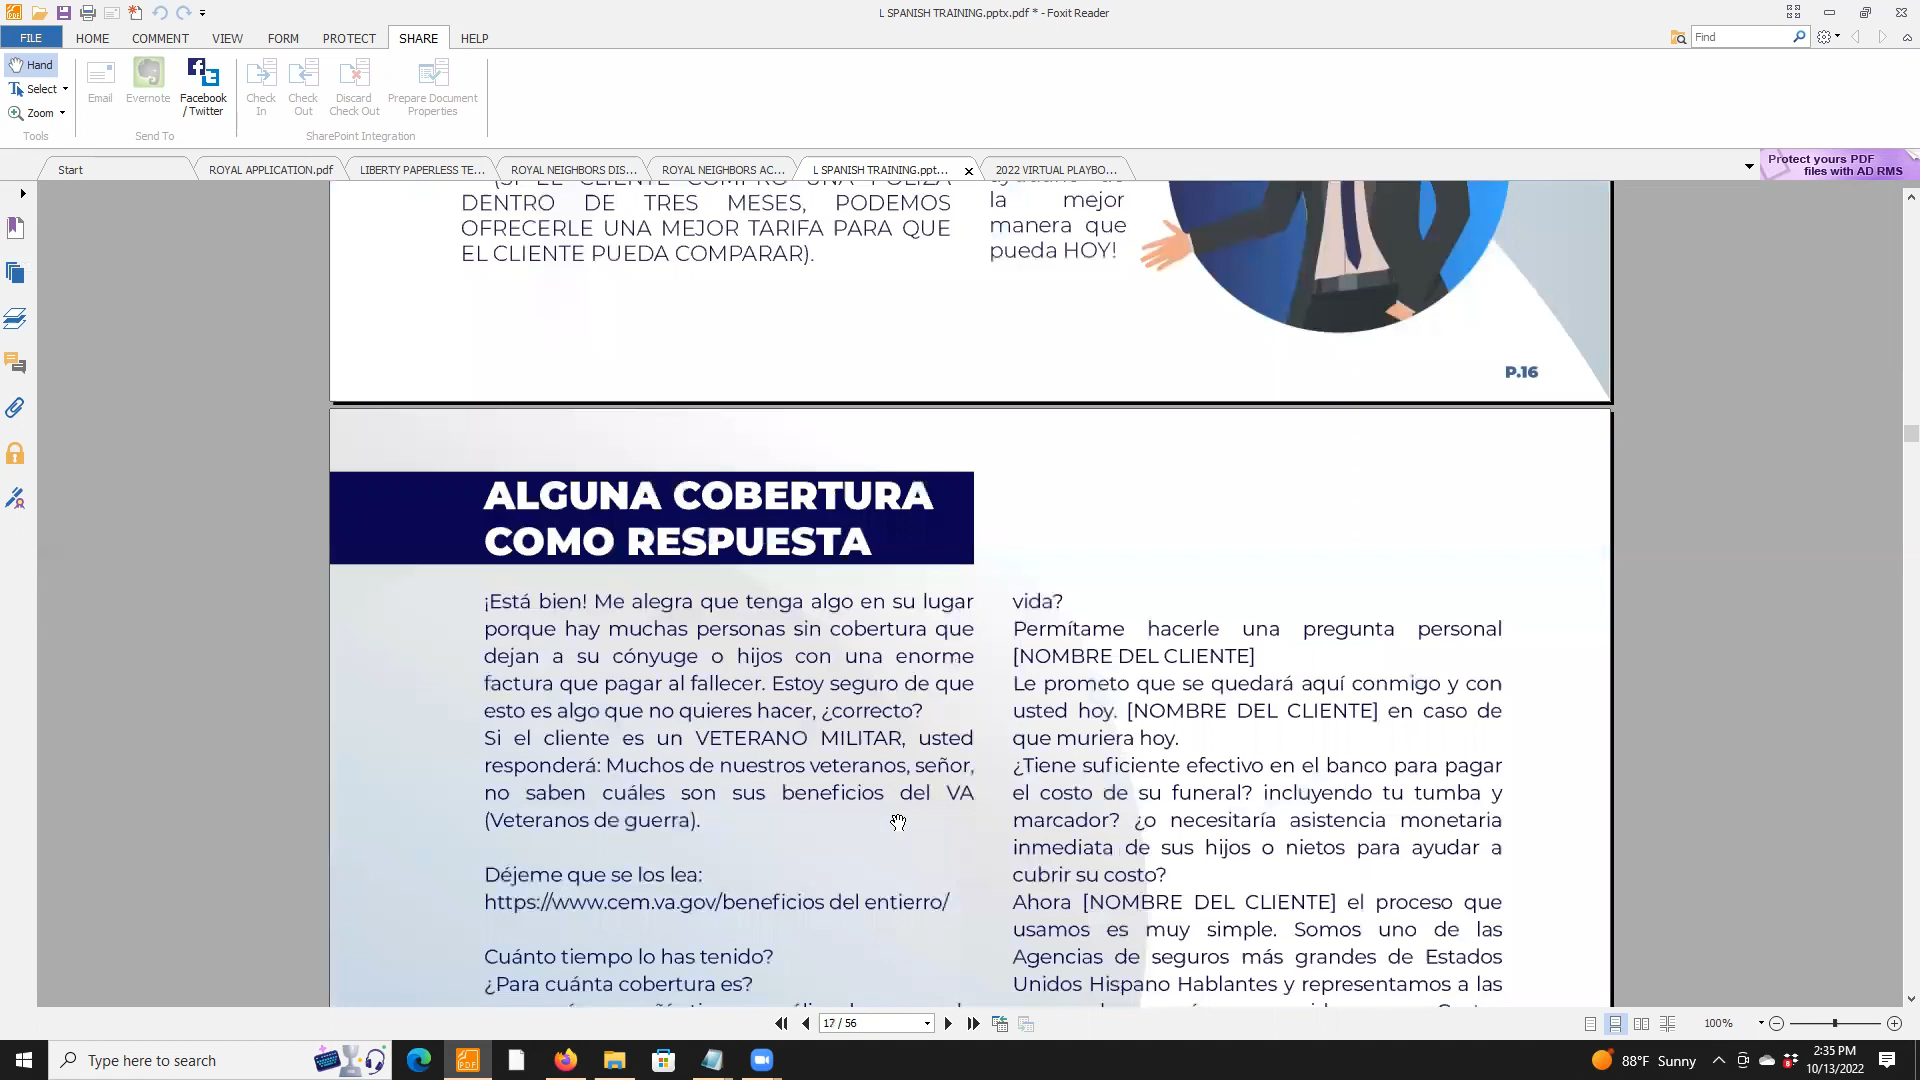 L SPANISH TRAINING.pptx.pdf * - Foxit Reader
FILE
HOME
COMMENT
VIEW
FORM
PROTECT
SHARE
HELP
Find
Hand
Select
Zoom
Tools
Email
Evernote
Facebook
/ Twitter
Send To
Check
In
Check
Out
Discard
Check Out
Prepare Document
Properties
SharePoint Integration
Start
ROYAL APPLICATION.pdf
LIBERTY PAPERLESS TE...
ROYAL NEIGHBORS DIS...
ROYAL NEIGHBORS AC...
L SPANISH TRAINING.ppt...
2022 VIRTUAL PLAYBO...
Protect yours PDF
files with AD RMS
(SI EL CLIENTE COMPRÓ UNA PÓLIZA
DENTRO DE TRES MESES, PODEMOS
OFRECERLE UNA MEJOR TARIFA PARA QUE
EL CLIENTE PUEDA COMPARAR).
la mejor
manera que
pueda HOY!
P.16
ALGUNA COBERTURA
COMO RESPUESTA
¡Está bien! Me alegra que tenga algo en su lugar
porque hay muchas personas sin cobertura que
dejan a su cónyuge o hijos con una enorme
factura que pagar al fallecer. Estoy seguro de que
esto es algo que no quieres hacer, ¿correcto?
Si el cliente es un VETERANO MILITAR, usted
responderá: Muchos de nuestros veteranos, señor,
no saben cuáles son sus beneficios del VA
(Veteranos de guerra).
Déjeme que se los lea:
https://www.cem.va.gov/beneficios del entierro/
Cuánto tiempo lo has tenido?
¿Para cuánta cobertura es?
vida?
Permítame hacerle una pregunta personal
[NOMBRE DEL CLIENTE]
Le prometo que se quedará aquí conmigo y con
usted hoy. [NOMBRE DEL CLIENTE] en caso de
que muriera hoy.
¿Tiene suficiente efectivo en el banco para pagar
el costo de su funeral? incluyendo tu tumba y
marcador? ¿o necesitaría asistencia monetaria
inmediata de sus hijos o nietos para ayudar a
cubrir su costo?
Ahora [NOMBRE DEL CLIENTE] el proceso que
usamos es muy simple. Somos uno de las
Agencias de seguros más grandes de Estados
Unidos Hispano Hablantes y representamos a las
17 / 56
100%
Type here to search
88°F Sunny
2:35 PM
10/13/2022